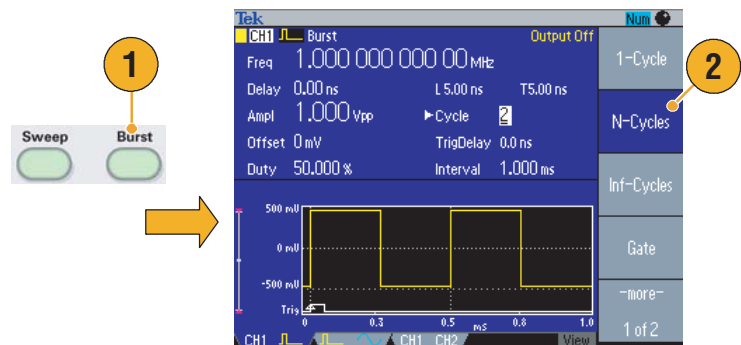 Tek
Num
CH1 Burst
Output Off
Freq 1.000 000 000 00 MHz
Delay 0.00 ns L 5.00 ns T5.00 ns
Ampl 1.000 Vpp ►Cycle 2
Offset 0 mV TrigDelay 0.0 ns
Duty 50.000 % Interval 1.000 ms
500 mU
0 mU
-500 mU
Trig
0 0.3 0.5 ms 0.8 1.0
CH1 CH1 CH2 View
1-Cycle
N-Cycles
Inf-Cycles
Gate
-more-
1 of 2
1
2
Sweep Burst